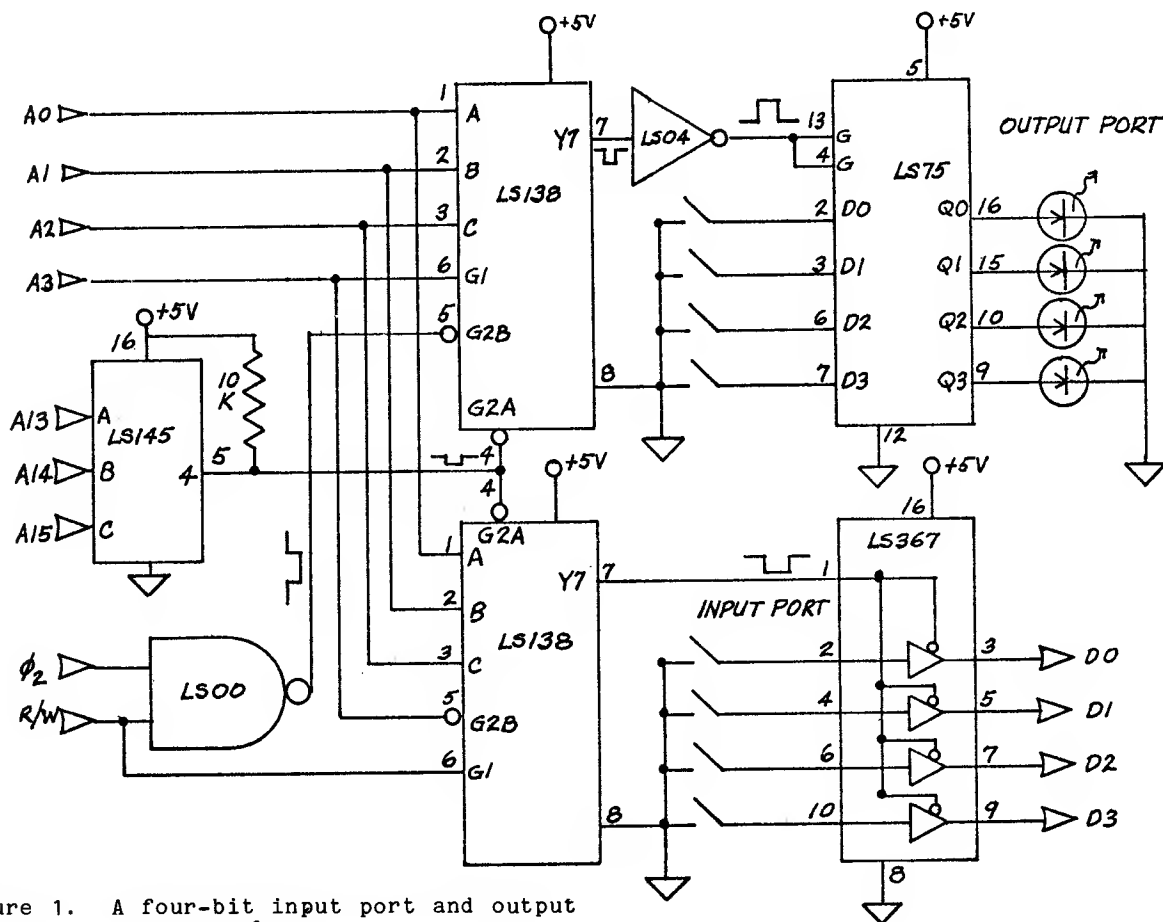 +5V
+5V
A0
1
A
Y7
7
LS04
13
G
4
G
5
OUTPUT PORT
A1
2
B
LS138
LS75
A2
3
C
2
D0
Q0
16
A3
6
G1
3
D1
Q1
15
+5V
5
G2B
6
D2
Q2
10
16
10
K
8
7
D3
Q3
9
A13
A
LS145
G2A
12
A14
B
4
5
4
+5V
+5V
A15
C
4
G2A
16
LS367
1
A
Y7
7
1
2
B
INPUT PORT
LS138
3
C
2
3
D0
ϕ2
LS00
5
G2B
4
5
D1
R/W
6
G1
6
7
D2
8
10
9
D3
8
ure 1. A four-bit input port and output